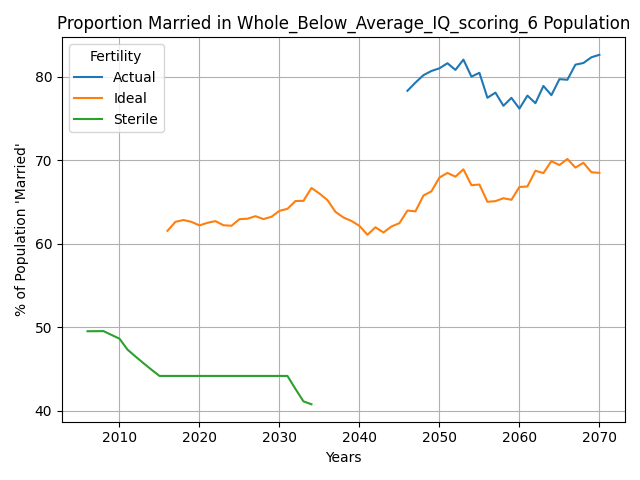 Proportion Married in Whole_Below_Average_IQ_scoring_6 Population
Fertility
Actual
Ideal
Sterile
% of Population 'Married'
80
70
60
50
40
2010 2020 2030 2040 2050 2060 2070
Years